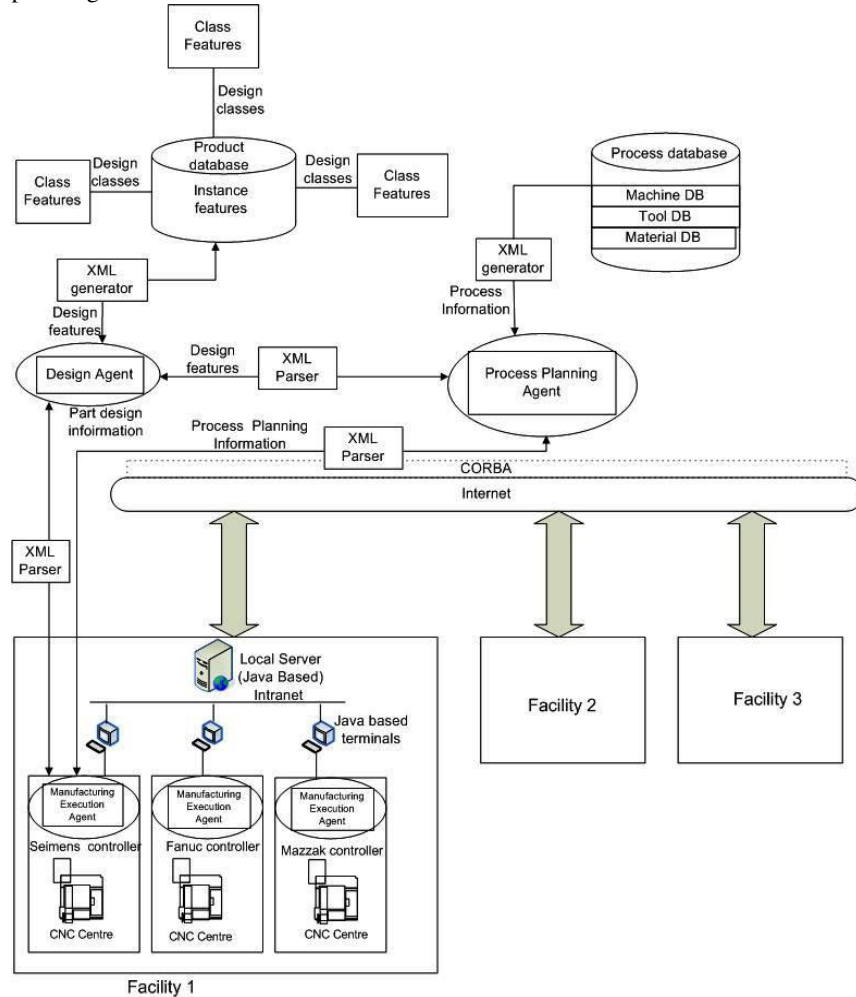 Class
Features
Design
classes
Product
database
Instance
features
Class
Features
Design
classes
Design
classes
Class
Features
Process database
Machine DB
Tool DB
Material DB
XML
generator
Design
features
XML
generator
Process
Infornation
Design Agent
Design
features
XML
Parser
Process Planning
Agent
Part design
infoirmation
Process Planning
Information
XML
Parser
CORBA
Internet
XML
Parser
Local Server
(Java Based)
Intranet
Java based
terminals
Facility 2
Facility 3
Manufacturing
Execution
Agent
Manufacturing
Execution
Agent
Manufacturing
Execution
Agent
Seimens controller
Fanuc controller
Mazzak controller
CNC Centre
CNC Centre
CNC Centre
Facility 1